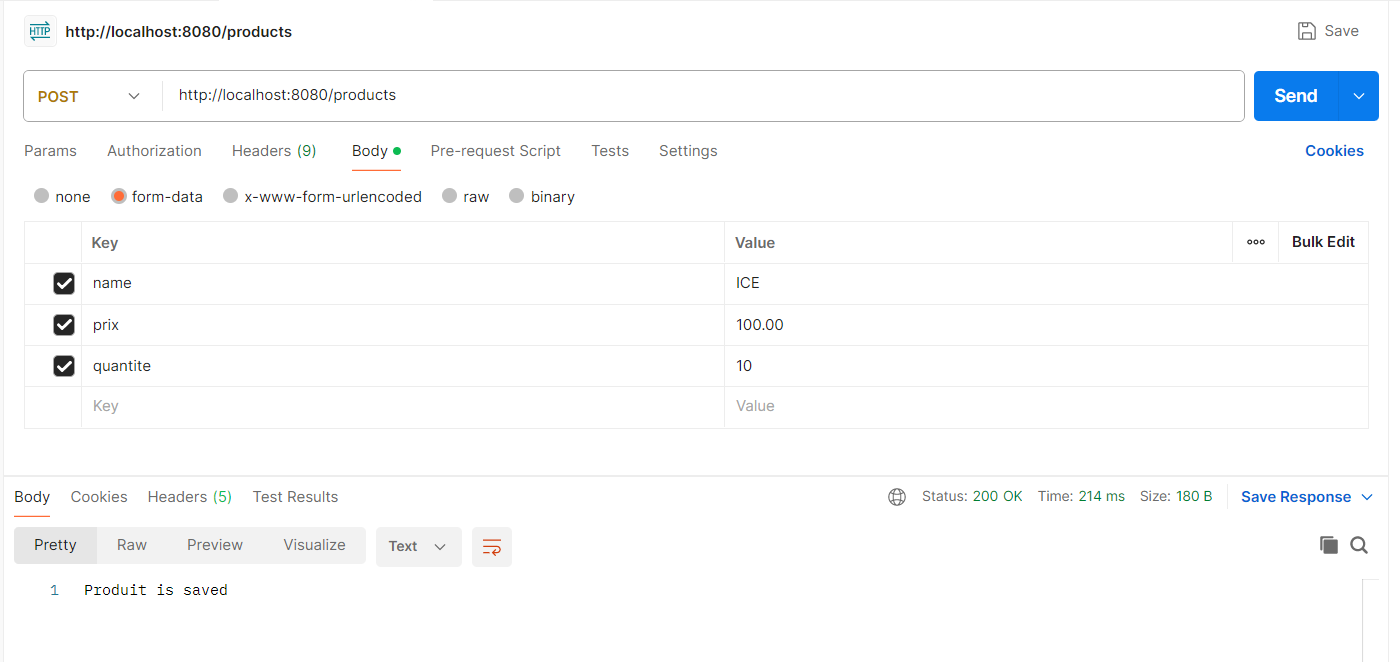 HTTP http://localhost:8080/products Save
POST http://localhost:8080/products Send
Params Authorization Headers (9) Body Pre-request Script Tests Settings Cookies
none form-data x-www-form-urlencoded raw binary
Key Value Bulk Edit
name ICE
prix 100.00
quantite 10
Key Value
Body Cookies Headers (5) Test Results Status: 200 OK Time: 214 ms Size: 180 B Save Response
Pretty Raw Preview Visualize Text
1 Produit is saved